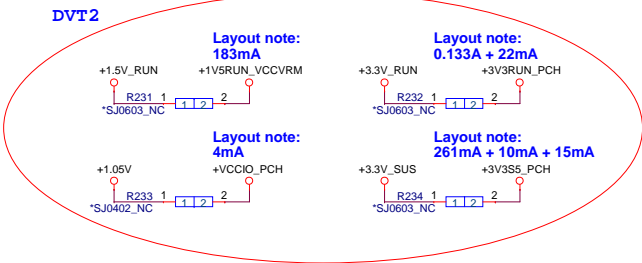 DVT2
Layout note:
183mA
+1.5V_RUN +1V5RUN_VCCVRM
R231 1 1 2 2
*SJ0603_NC
Layout note:
0.133A + 22mA
+3.3V_RUN +3V3RUN_PCH
R232 1 1 2 2
*SJ0603_NC
Layout note:
4mA
+1.05V +VCCIO_PCH
R233 1 1 2 2
*SJ0402_NC
Layout note:
261mA + 10mA + 15mA
+3.3V_SUS +3V3S5_PCH
R234 1 1 2 2
*SJ0603_NC